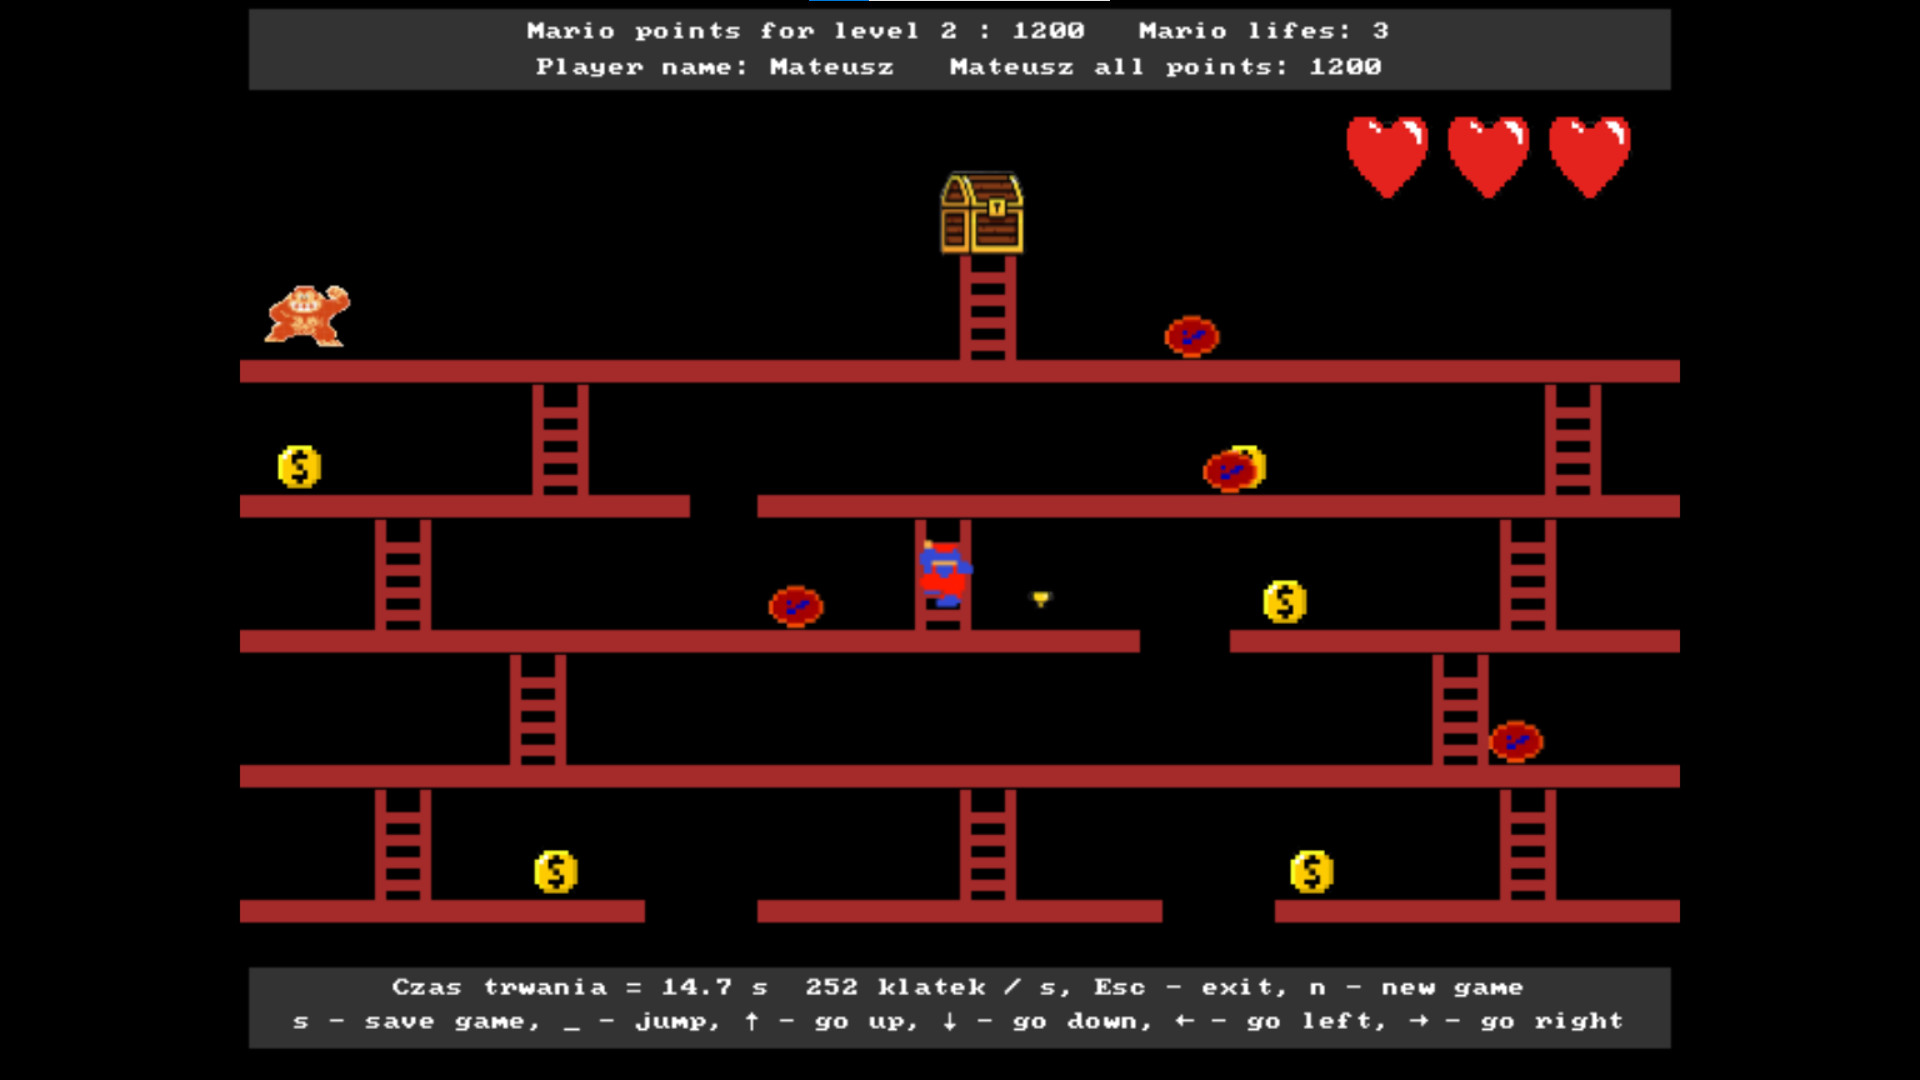 Mario points for level 2 : 1200   Mario lifes: 3
Player name: Mateusz   Mateusz all points: 1200
$
$
$
$
Czas trwania = 14.7 s  252 klatek / s, Esc - exit, n - new game
s - save game, _ - jump, ↑ - go up, ↓ - go down, ← - go left, → - go right